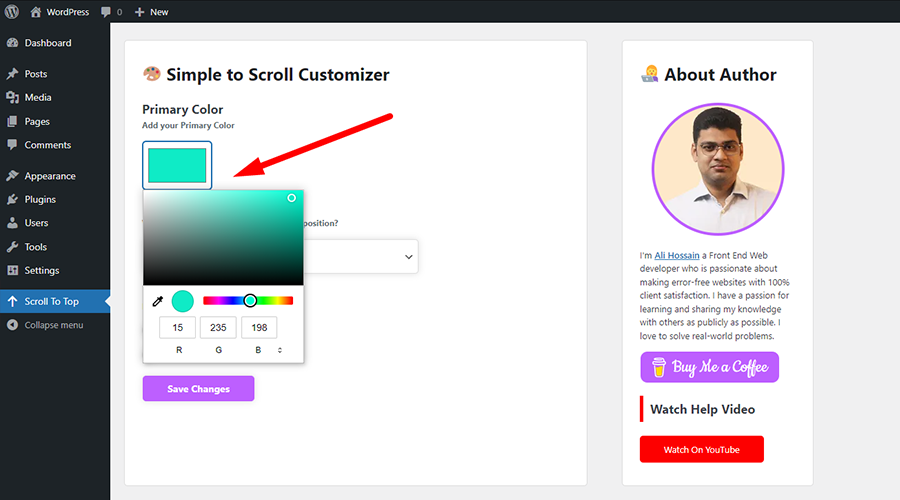 WordPress 0 New
Dashboard
Posts
Media
Pages
Comments
Appearance
Plugins
Users
Tools
Settings
Scroll To Top
Collapse menu
Simple to Scroll Customizer
Primary Color
Add your Primary Color
position?
15 235 198
R G B
Save Changes
About Author
I'm Ali Hossain a Front End Web
developer who is passionate about
making error-free websites with 100%
client satisfaction. I have a passion for
learning and sharing my knowledge
with others as publicly as possible. I
love to solve real-world problems.
Buy Me a Coffee
Watch Help Video
Watch On YouTube